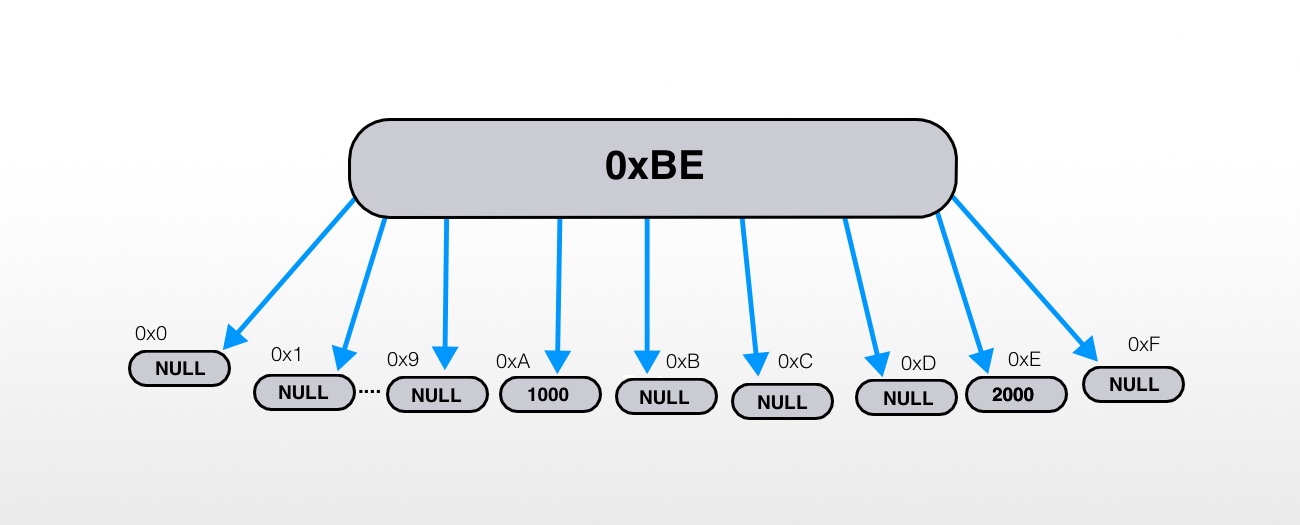 0xBE
0x0
0x1
0x9
0xA
0xB
0xC
0xD
0xE
0xF
NULL
NULL
....
NULL
1000
NULL
NULL
NULL
2000
NULL